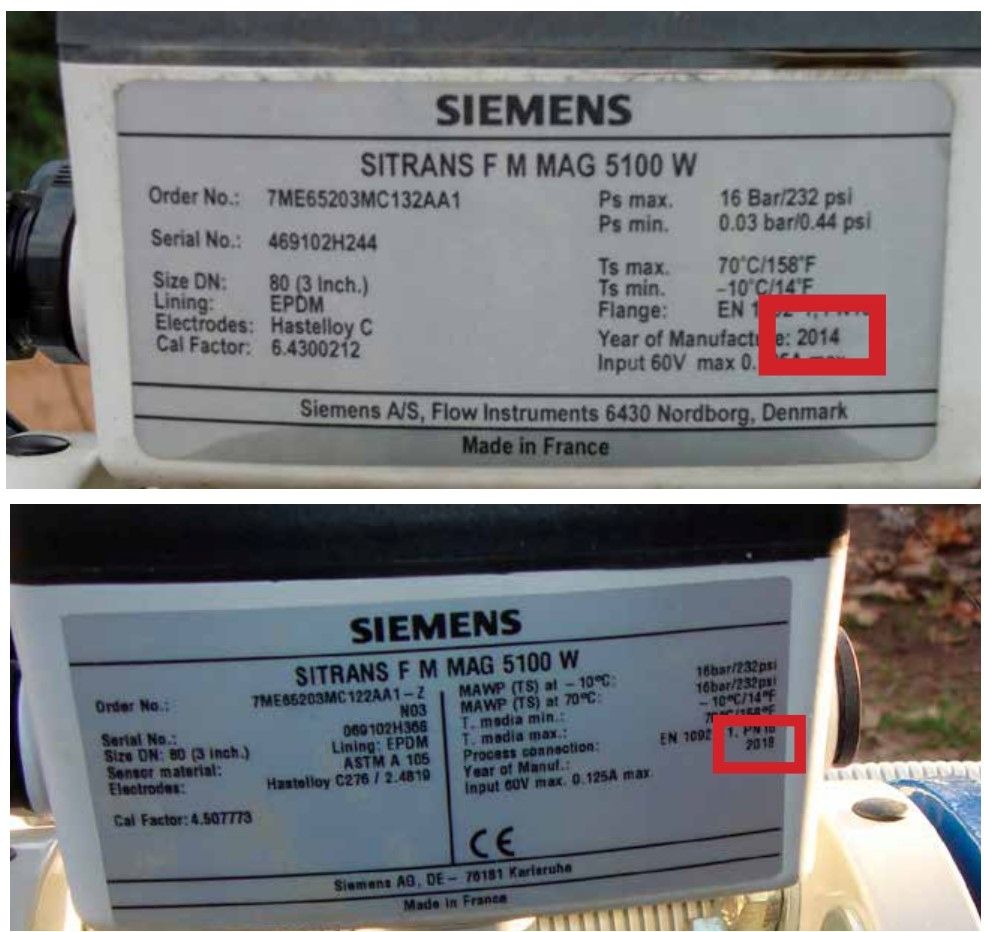 SIEMENS
SITRANS F M MAG 5100 W
Order No.: 7ME65203MC132AA1
Serial No.: 469102H244
Size DN: 80 (3 Inch.)
Lining: EPDM
Electrodes: Hastelloy C
Cal Factor: 6.4300212
Ps max. 16 Bar/232 psi
Ps min. 0.03 bar/0.44 psi
Ts max. 70°C/158°F
Ts min. –10°C/14°F
Flange: EN
Year of Manufacture: 2014
Input 60V max
Siemens A/S, Flow Instruments 6430 Nordborg, Denmark
Made in France
SIEMENS
SITRANS F M MAG 5100 W
Order No.: 7ME65203MC122AA1-Z
N03
Serial No.: 069102H366
Size DN: 80 (3 inch.) Lining: EPDM
Sensor material: ASTM A 105
Electrodes: Hastelloy C276 / 2.4819
Cal Factor: 4.507773
MAWP (TS) at - 10°C: 16bar/232psi
MAWP (TS) at 70°C: 16bar/232psi
T. media min.: - 10°C/14°F
T. media max.: 70°C/158°F
Process connection: EN 1092 1, PN16
Year of Manuf.: 2018
Input 60V max. 0.125A max.
CE
Siemens AG, DE - 76181 Karlsruhe
Made in France